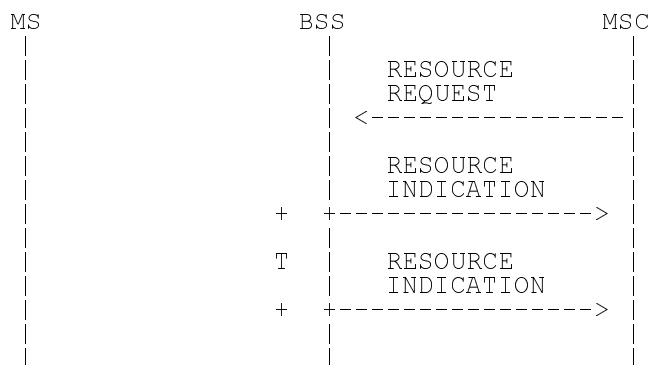 MS BSS MSC
RESOURCE
REQUEST
RESOURCE
INDICATION
T RESOURCE
INDICATION